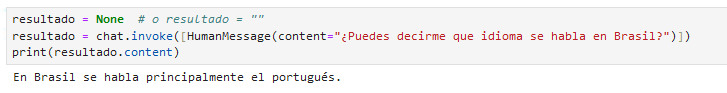 resultado = None  # o resultado = ""
resultado = chat.invoke([HumanMessage(content="¿Puedes decirme que idioma se habla en Brasil?")])
print(resultado.content)
En Brasil se habla principalmente el portugués.